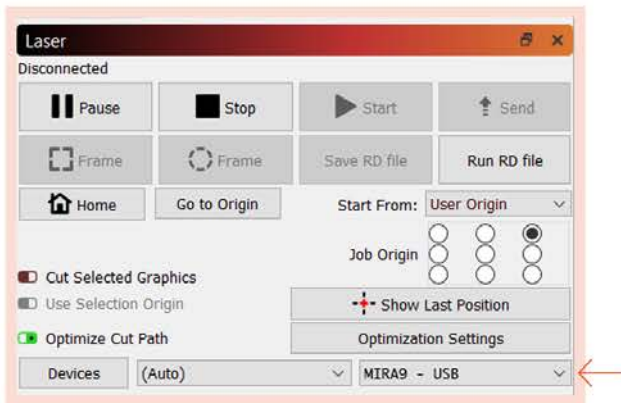 Laser
Disconnected
Pause Stop Start Send
Frame Frame Save RD file Run RD file
Home Go to Origin Start From: User Origin
Job Origin
Cut Selected Graphics
Use Selection Origin Show Last Position
Optimize Cut Path Optimization Settings
Devices (Auto) MIRA9 - USB